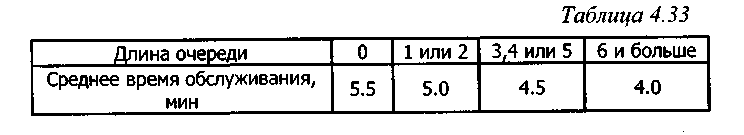 Таблица 4.33
Длина очереди 0 1 или 2 3,4 или 5 6 и больше
Среднее время обслуживания, мин 5.5 5.0 4.5 4.0